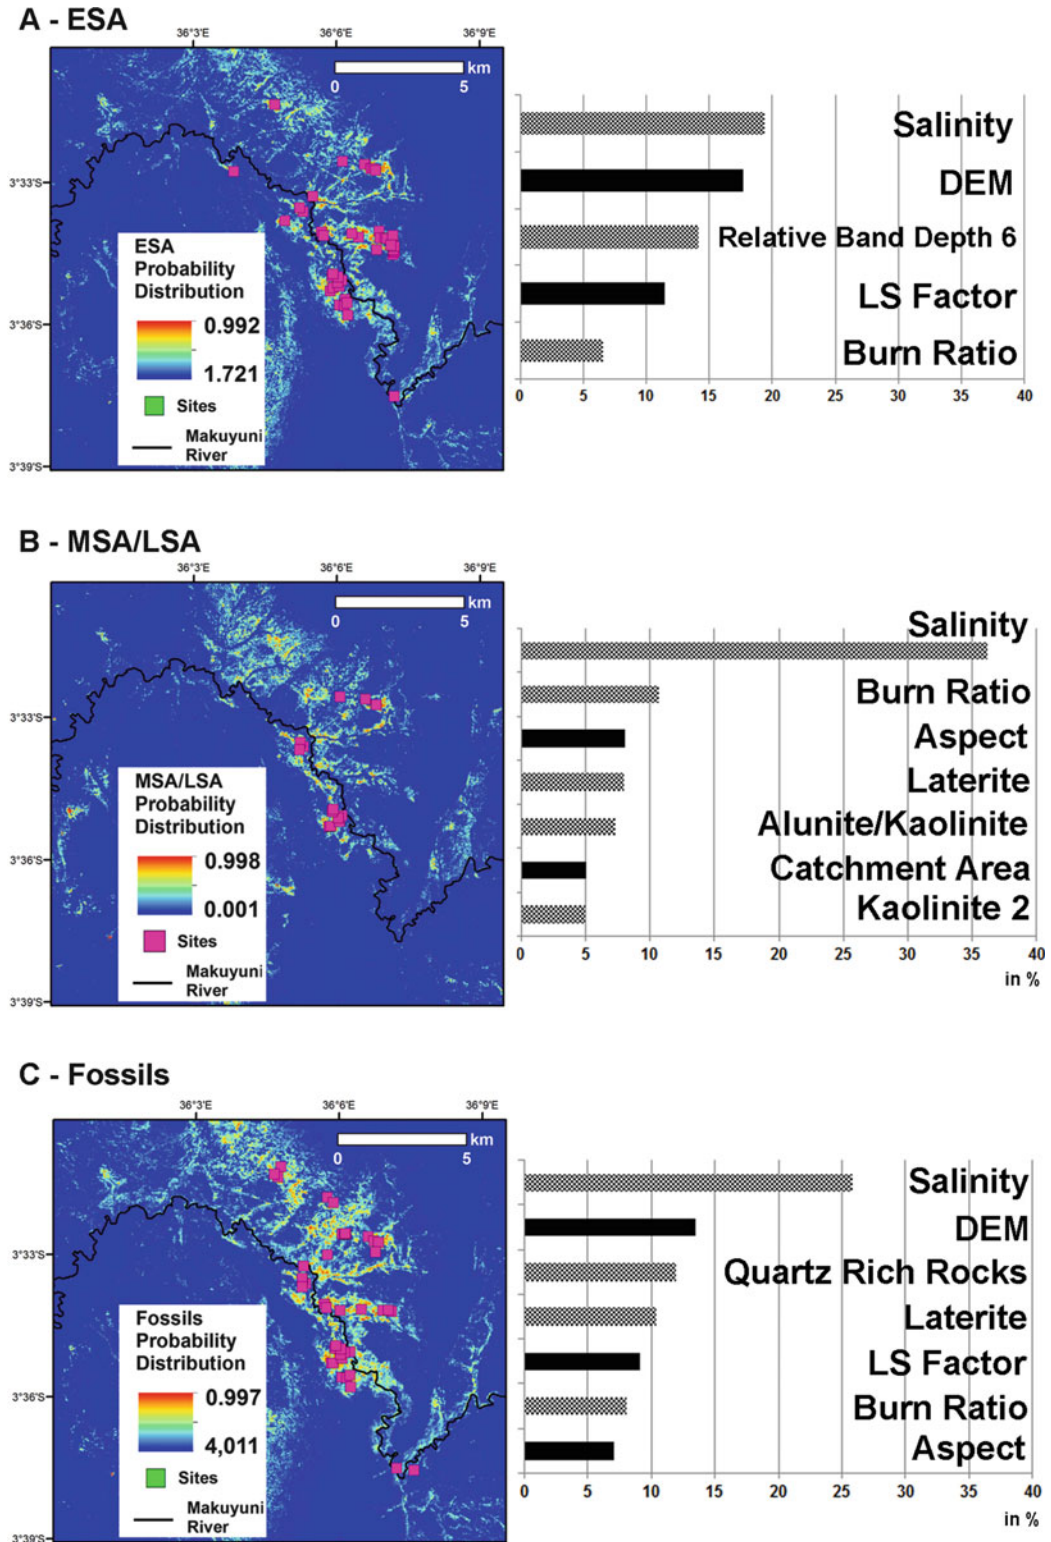 A - ESA
36°3'E 36°6'E 36°9'E
km
0 5
3°33'S
3°36'S
3°39'S
ESA
Probability
Distribution
0.992
1.721
Sites
Makuyuni
River
Salinity
DEM
Relative Band Depth 6
LS Factor
Burn Ratio
0 5 10 15 20 25 30 35 40
B - MSA/LSA
36°3'E 36°6'E 36°9'E
km
0 5
3°33'S
3°36'S
3°39'S
MSA/LSA
Probability
Distribution
0.998
0.001
Sites
Makuyuni
River
Salinity
Burn Ratio
Aspect
Laterite
Alunite/Kaolinite
Catchment Area
Kaolinite 2
0 5 10 15 20 25 30 35 40
in %
C - Fossils
36°3'E 36°6'E 36°9'E
km
0 5
3°33'S
3°36'S
3°39'S
Fossils
Probability
Distribution
0.997
4,011
Sites
Makuyuni
River
Salinity
DEM
Quartz Rich Rocks
Laterite
LS Factor
Burn Ratio
Aspect
0 5 10 15 20 25 30 35 40
in %